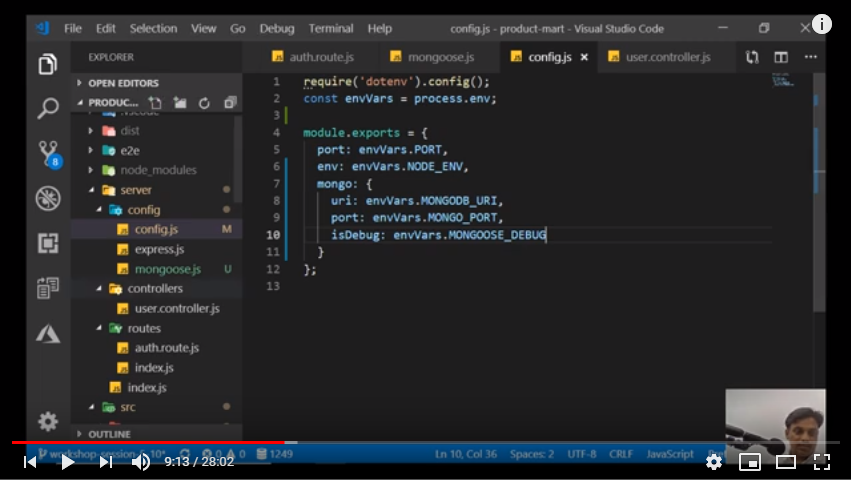 File Edit Selection View Go Debug Terminal Help config.js - product-mart - Visual Studio Code
EXPLORER
auth.route.js mongoose.js config.js user.controller.js
OPEN EDITORS
PRODUC...
.vscode
dist
e2e
node_modules
server
config
config.js M
express.js
mongoose.js U
controllers
user.controller.js
routes
auth.route.js
index.js
index.js
src
OUTLINE
8
1 require('dotenv').config();
2 const envVars = process.env;
3
4 module.exports = {
5 port: envVars.PORT,
6 env: envVars.NODE_ENV,
7 mongo: {
8 uri: envVars.MONGODB_URI,
9 port: envVars.MONGO_PORT,
10 isDebug: envVars.MONGOOSE_DEBUG
11 }
12 };
13
0 0 1249 Ln 10, Col 36 Spaces: 2 UTF-8 CRLF JavaScript
9:13 / 28:02